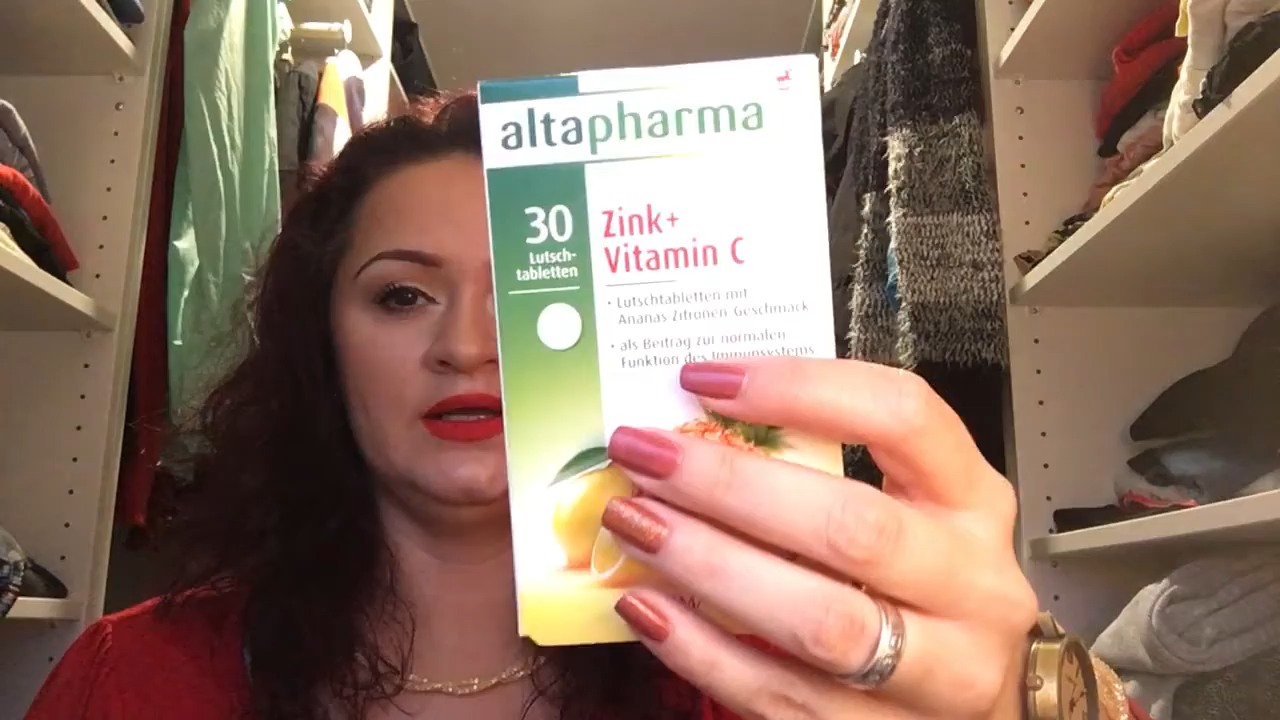 altapharma
30
Lutsch-
tabletten
Zink+
Vitamin C
• Lutschtabletten mit
Ananas-Zitronen-Geschmack
• als Beitrag zur normalen
Funktion des Immunsystems